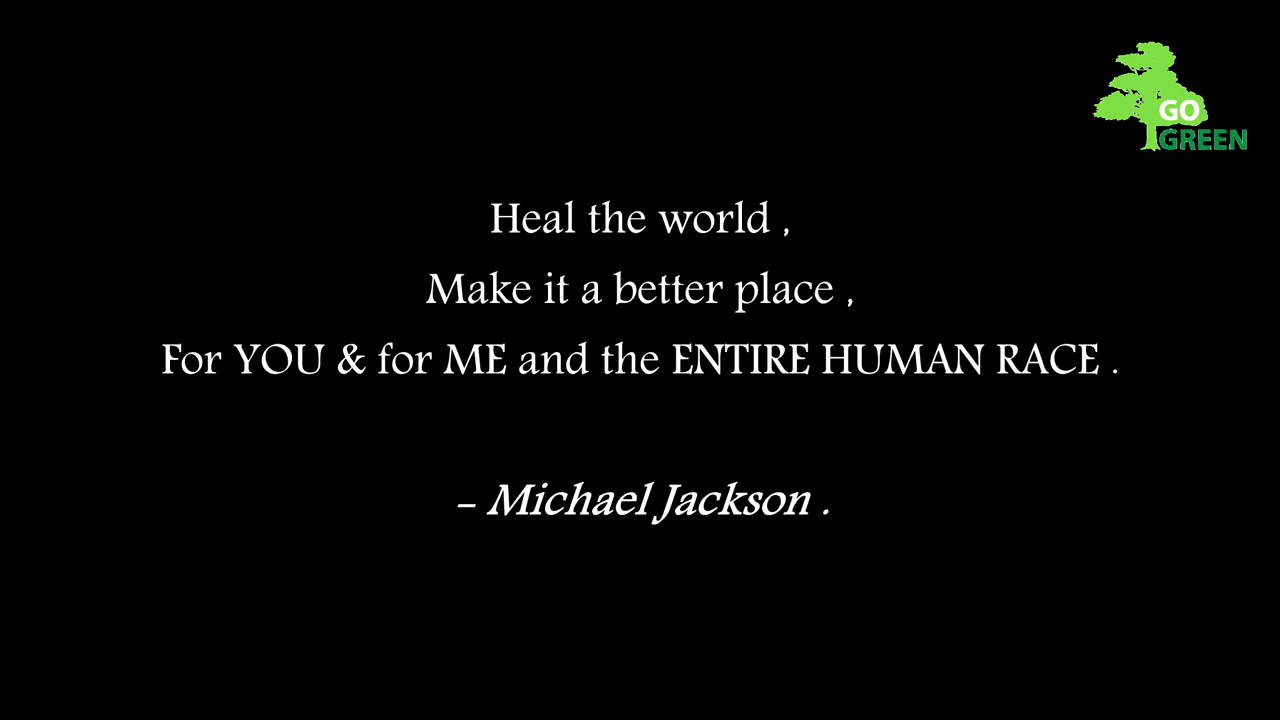 GO
GREEN
Heal the world ,
Make it a better place ,
For YOU & for ME and the ENTIRE HUMAN RACE .
- Michael Jackson .